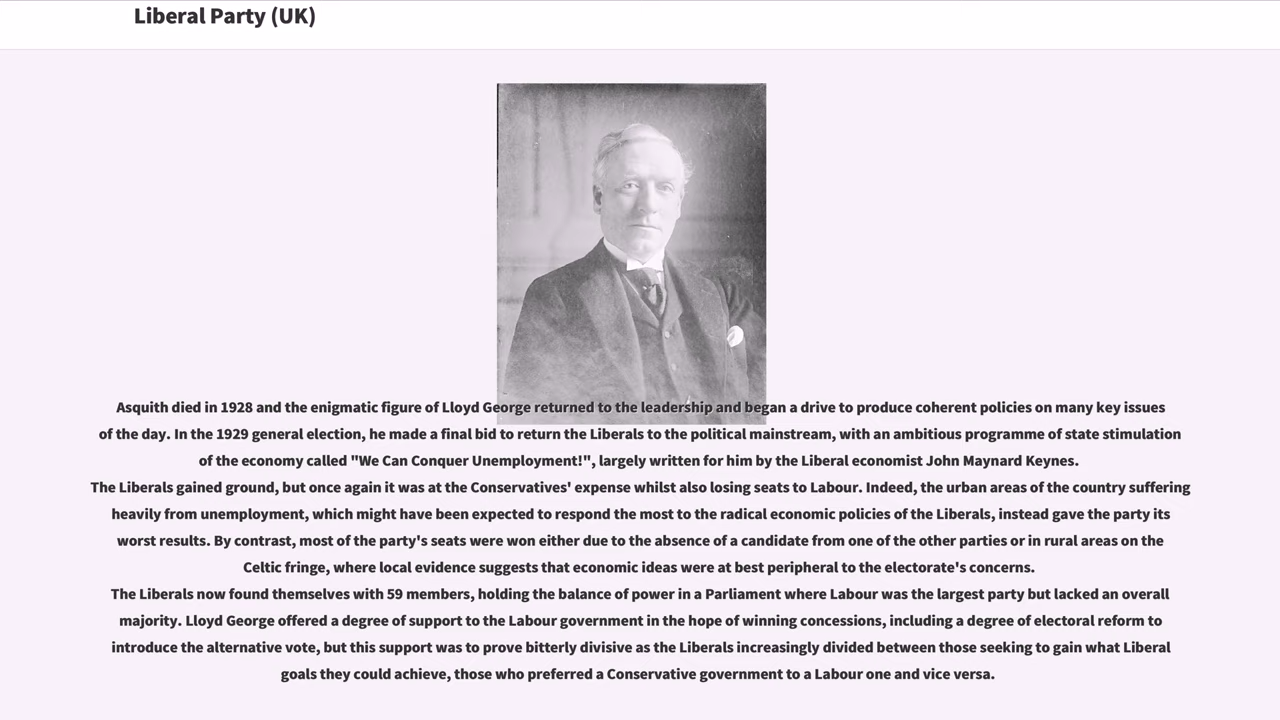 Liberal Party (UK)
Asquith died in 1928 and the enigmatic figure of Lloyd George returned to the leadership and began a drive to produce coherent policies on many key issues
of the day. In the 1929 general election, he made a final bid to return the Liberals to the political mainstream, with an ambitious programme of state stimulation
of the economy called "We Can Conquer Unemployment!", largely written for him by the Liberal economist John Maynard Keynes.
The Liberals gained ground, but once again it was at the Conservatives' expense whilst also losing seats to Labour. Indeed, the urban areas of the country suffering
heavily from unemployment, which might have been expected to respond the most to the radical economic policies of the Liberals, instead gave the party its
worst results. By contrast, most of the party's seats were won either due to the absence of a candidate from one of the other parties or in rural areas on the
Celtic fringe, where local evidence suggests that economic ideas were at best peripheral to the electorate's concerns.
The Liberals now found themselves with 59 members, holding the balance of power in a Parliament where Labour was the largest party but lacked an overall
majority. Lloyd George offered a degree of support to the Labour government in the hope of winning concessions, including a degree of electoral reform to
introduce the alternative vote, but this support was to prove bitterly divisive as the Liberals increasingly divided between those seeking to gain what Liberal
goals they could achieve, those who preferred a Conservative government to a Labour one and vice versa.